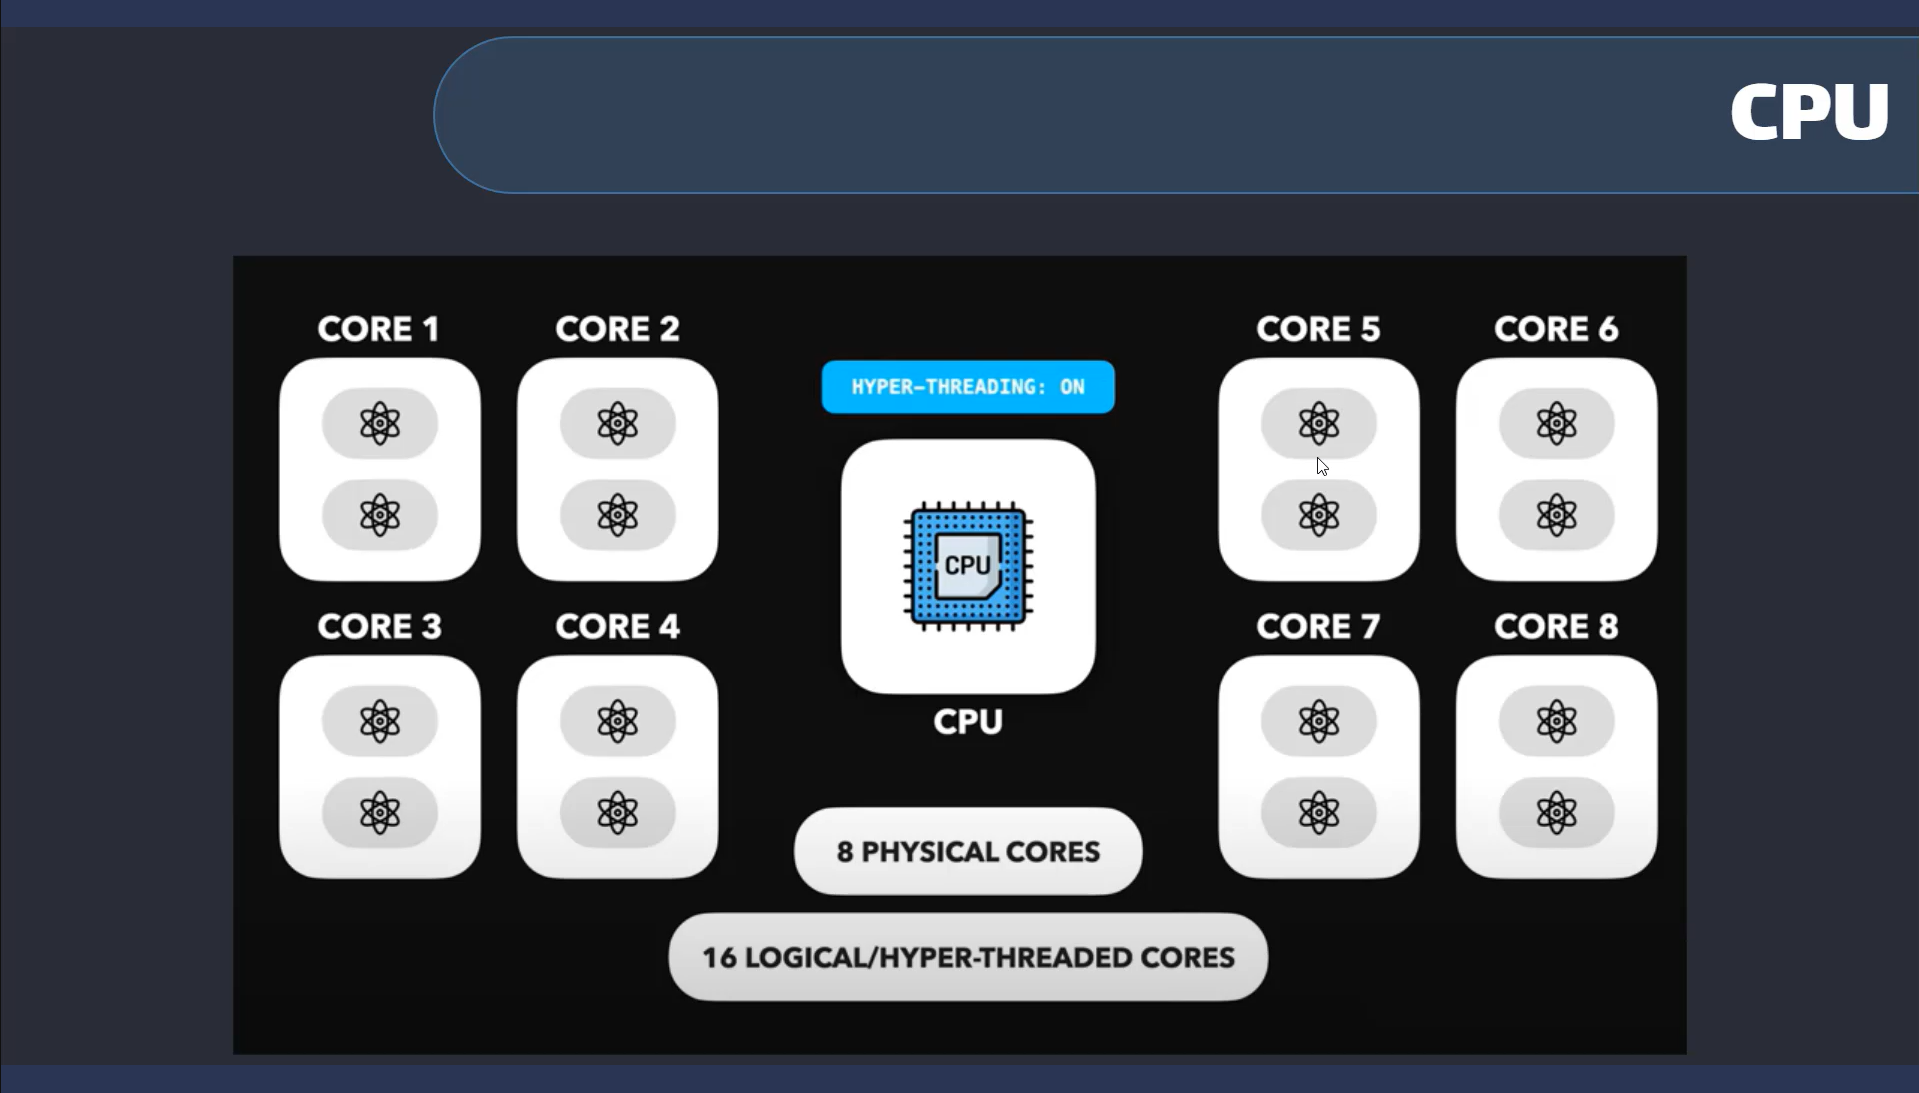 CPU
CORE 1
CORE 2
CORE 3
CORE 4
HYPER-THREADING: ON
CPU
CPU
8 PHYSICAL CORES
16 LOGICAL/HYPER-THREADED CORES
CORE 5
CORE 6
CORE 7
CORE 8